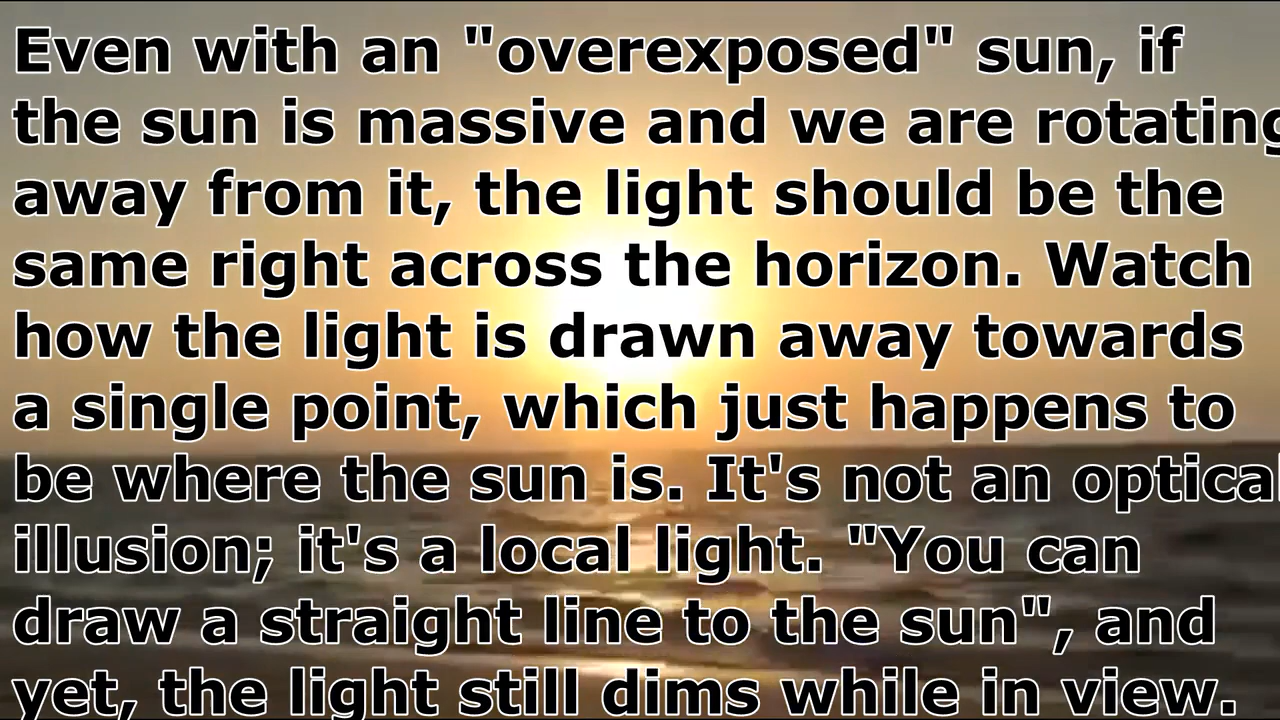 Even with an "overexposed" sun, if
the sun is massive and we are rotating
away from it, the light should be the
same right across the horizon. Watch
how the light is drawn away towards
a single point, which just happens to
be where the sun is. It's not an optical
illusion; it's a local light. "You can
draw a straight line to the sun", and
yet, the light still dims while in view.